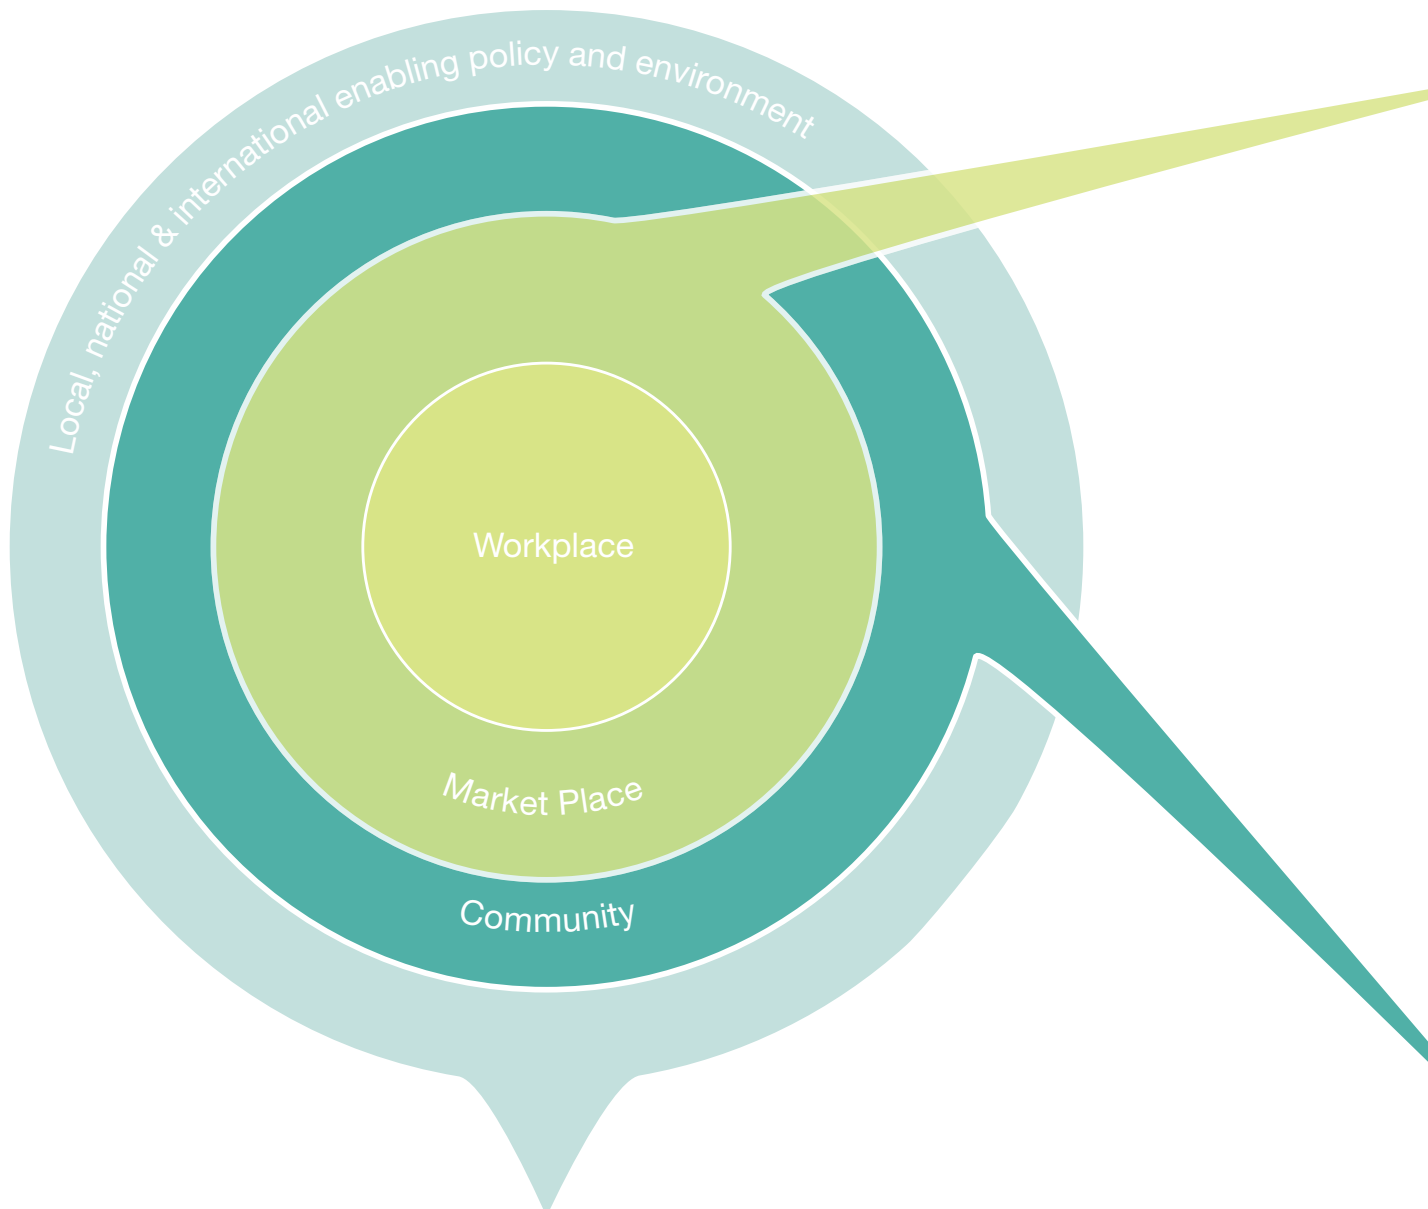 Local, national & international enabling policy and environment
Workplace
Market Place
Community